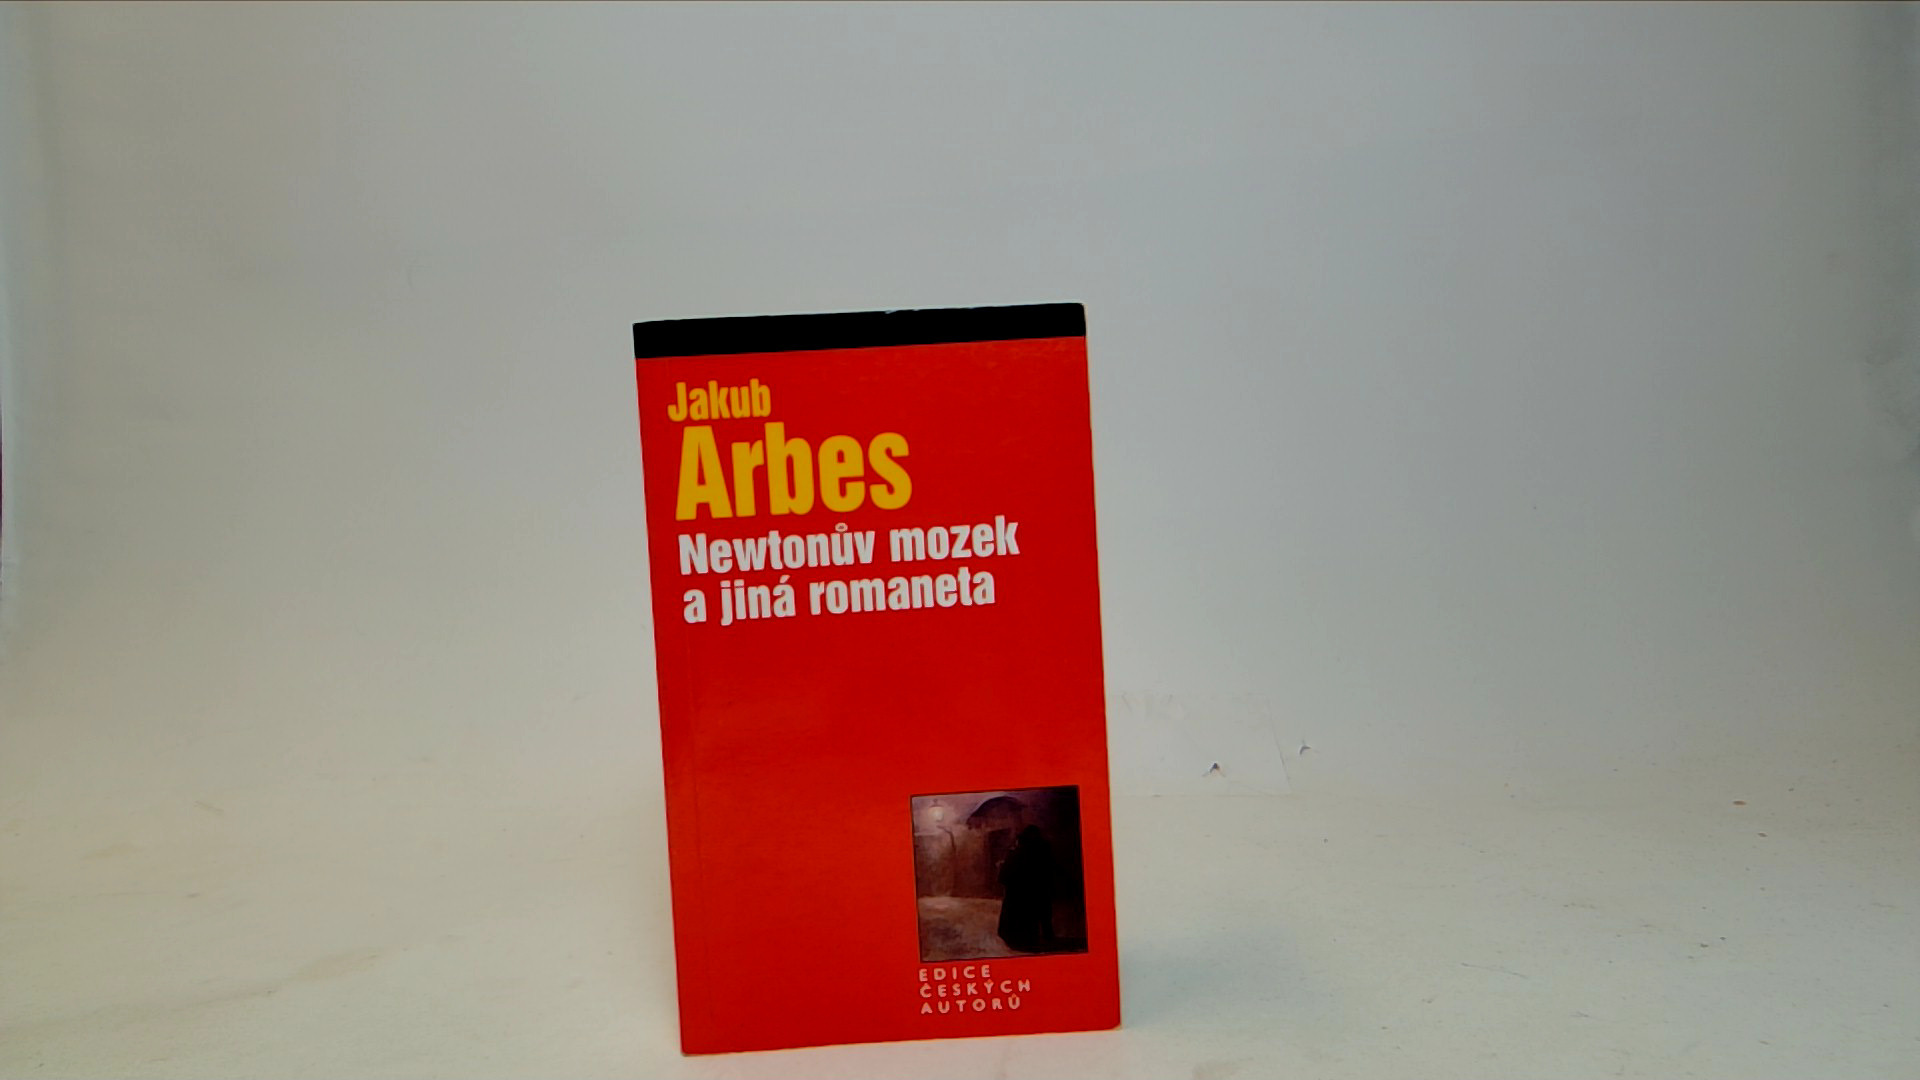 Jakub
Arbes
Newtonův mozek
a jiná romaneta
EDICE
ČESKÝCH
AUTORŮ